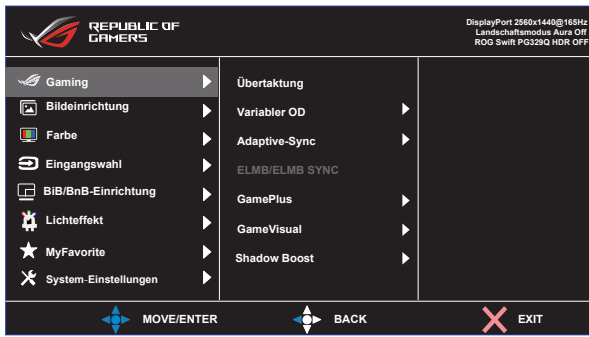 REPUBLIC OF
GAMERS
DisplayPort 2560x1440@165Hz
Landschaftsmodus Aura Off
ROG Swift PG329Q HDR OFF
Gaming
Bildeinrichtung
Farbe
Eingangswahl
BiB/BnB-Einrichtung
Lichteffekt
MyFavorite
System-Einstellungen
Übertaktung
Variabler OD
Adaptive-Sync
ELMB/ELMB SYNC
GamePlus
GameVisual
Shadow Boost
MOVE/ENTER
BACK
EXIT